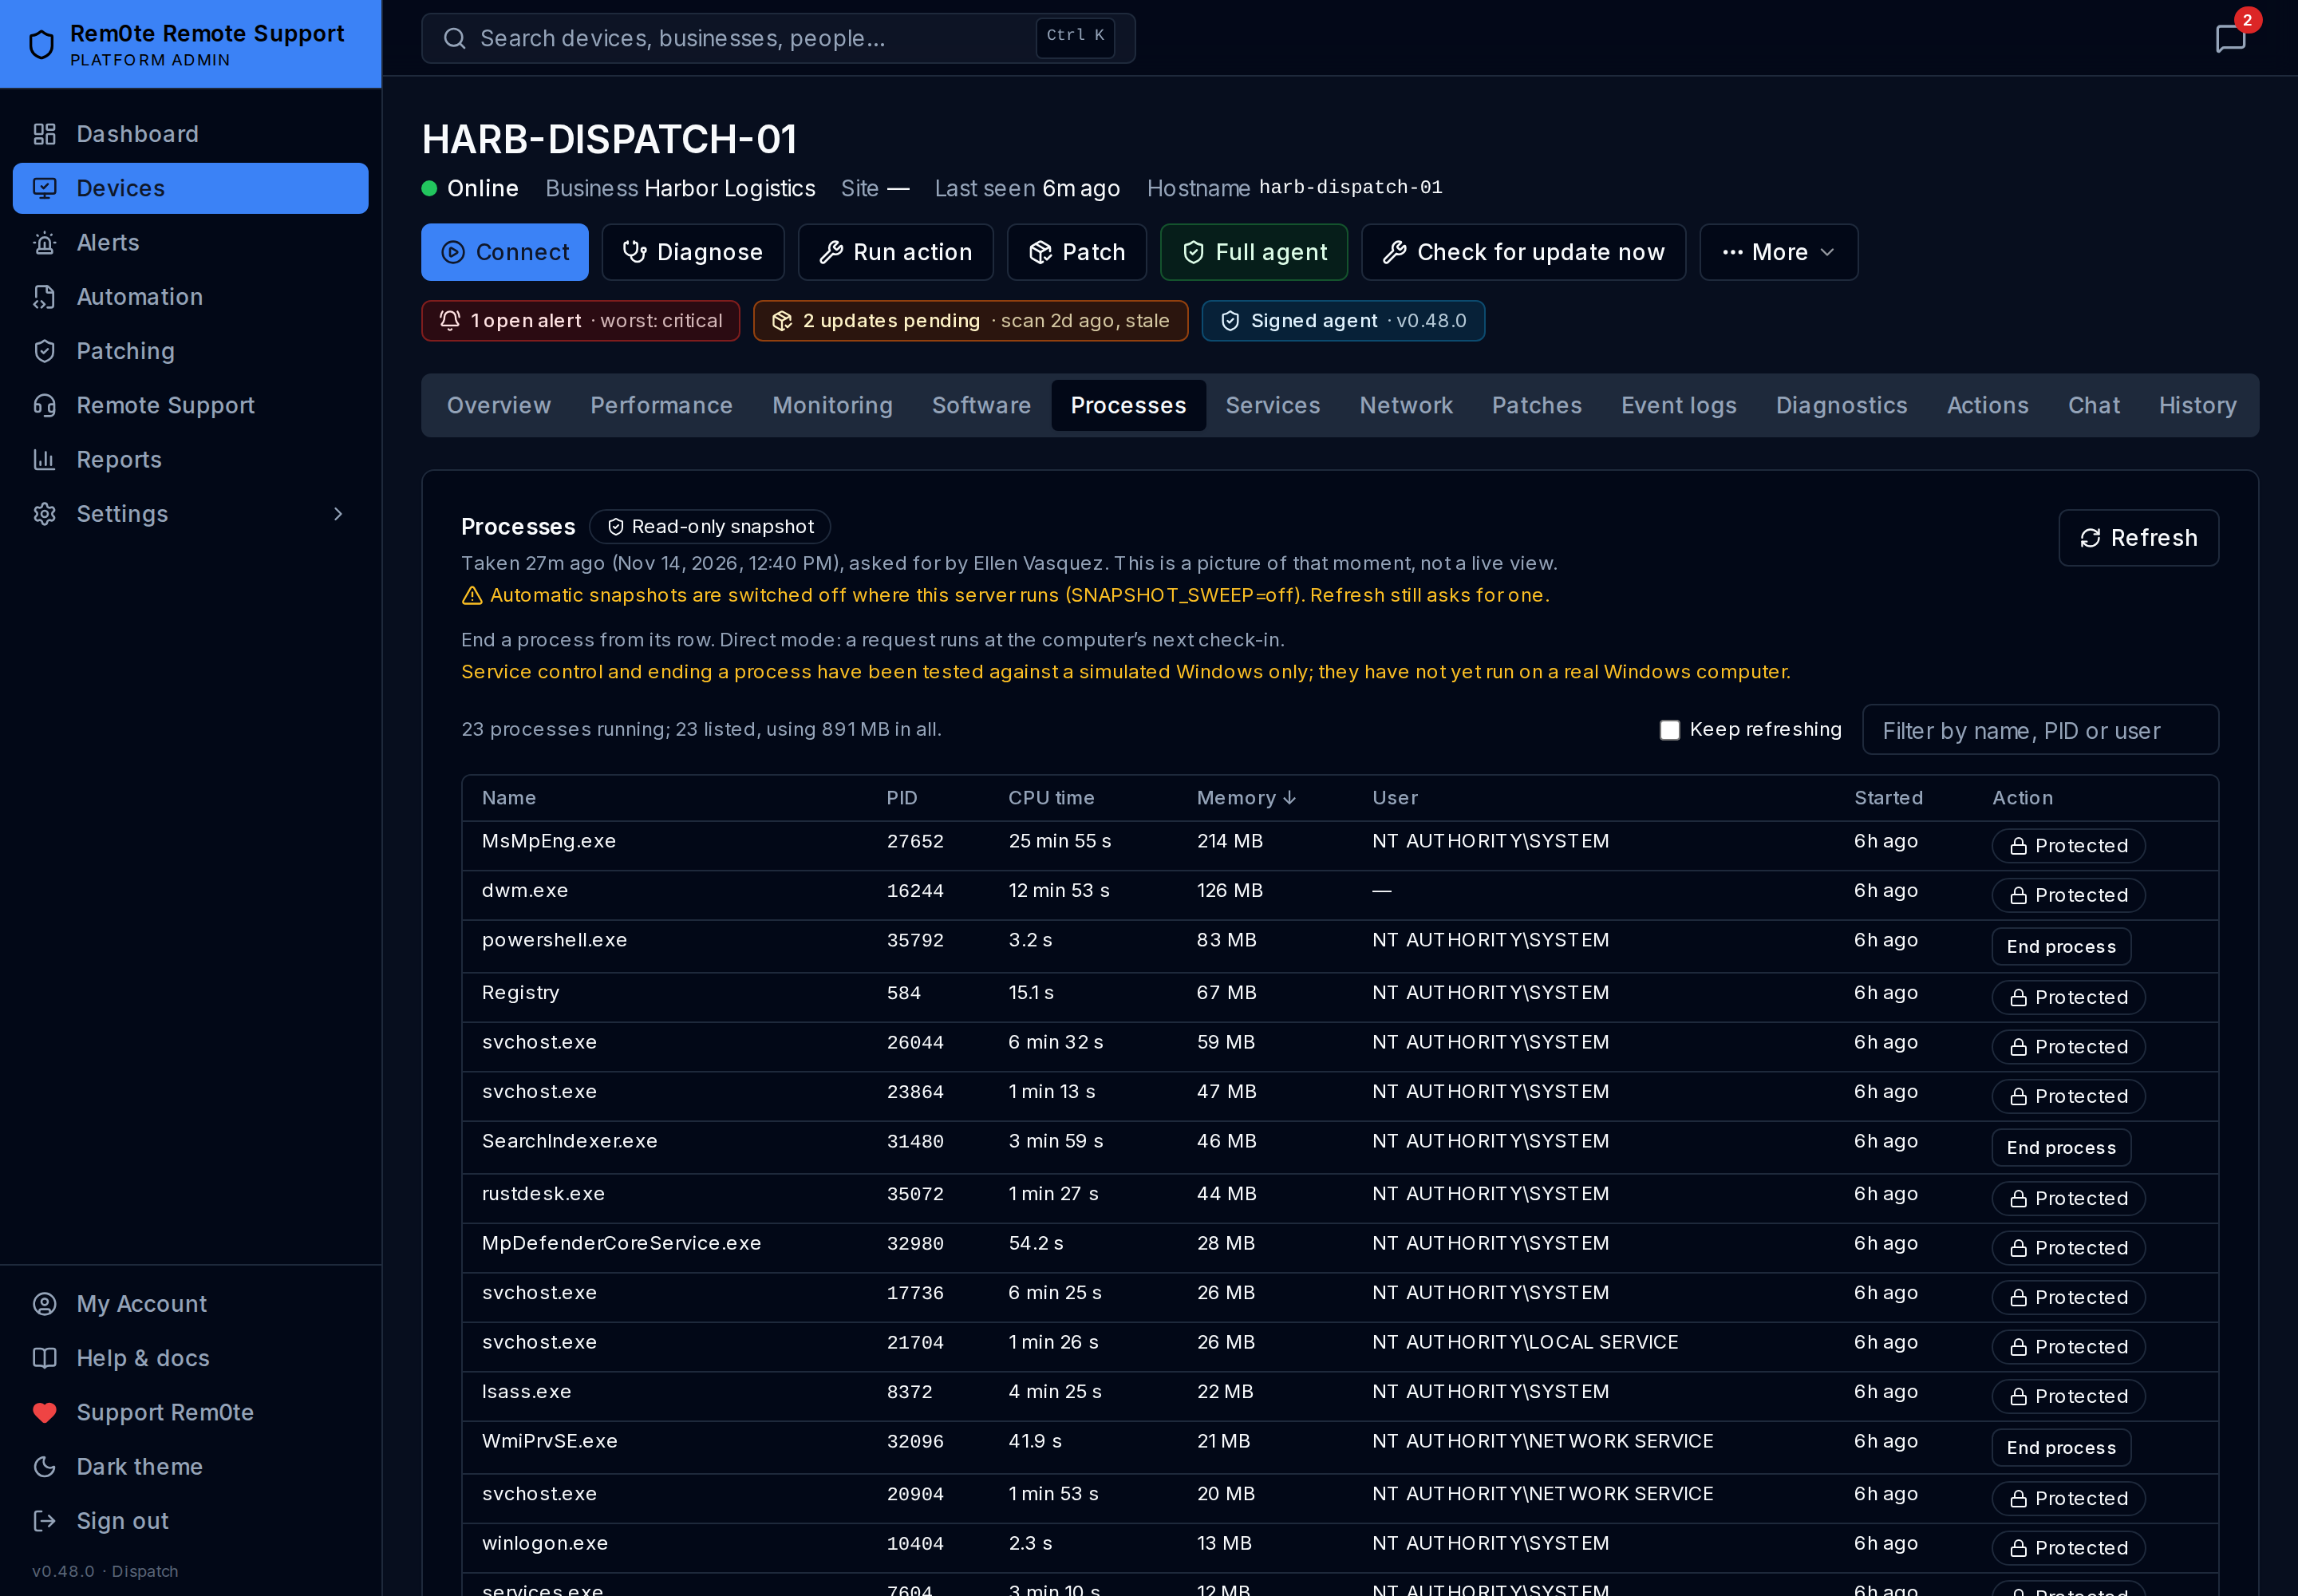 Rem0te Remote Support
PLATFORM ADMIN
Search devices, businesses, people...
Ctrl K
2
Dashboard
Devices
Alerts
Automation
Patching
Remote Support
Reports
Settings
My Account
Help & docs
Support Rem0te
Dark theme
Sign out
v0.48.0 · Dispatch
HARB-DISPATCH-01
Online Business Harbor Logistics Site — Last seen 6m ago Hostname harb-dispatch-01
Connect Diagnose Run action Patch Full agent Check for update now More
1 open alert · worst: critical 2 updates pending · scan 2d ago, stale Signed agent · v0.48.0
Overview Performance Monitoring Software Processes Services Network Patches Event logs Diagnostics Actions Chat History
Processes Read-only snapshot Refresh
Taken 27m ago (Nov 14, 2026, 12:40 PM), asked for by Ellen Vasquez. This is a picture of that moment, not a live view.
Automatic snapshots are switched off where this server runs (SNAPSHOT_SWEEP=off). Refresh still asks for one.
End a process from its row. Direct mode: a request runs at the computer’s next check-in.
Service control and ending a process have been tested against a simulated Windows only; they have not yet run on a real Windows computer.
23 processes running; 23 listed, using 891 MB in all. Keep refreshing Filter by name, PID or user
Name PID CPU time Memory ↓ User Started Action
MsMpEng.exe 27652 25 min 55 s 214 MB NT AUTHORITY\SYSTEM 6h ago Protected
dwm.exe 16244 12 min 53 s 126 MB — 6h ago Protected
powershell.exe 35792 3.2 s 83 MB NT AUTHORITY\SYSTEM 6h ago End process
Registry 584 15.1 s 67 MB NT AUTHORITY\SYSTEM 6h ago Protected
svchost.exe 26044 6 min 32 s 59 MB NT AUTHORITY\SYSTEM 6h ago Protected
svchost.exe 23864 1 min 13 s 47 MB NT AUTHORITY\SYSTEM 6h ago Protected
SearchIndexer.exe 31480 3 min 59 s 46 MB NT AUTHORITY\SYSTEM 6h ago End process
rustdesk.exe 35072 1 min 27 s 44 MB NT AUTHORITY\SYSTEM 6h ago Protected
MpDefenderCoreService.exe 32980 54.2 s 28 MB NT AUTHORITY\SYSTEM 6h ago Protected
svchost.exe 17736 6 min 25 s 26 MB NT AUTHORITY\SYSTEM 6h ago Protected
svchost.exe 21704 1 min 26 s 26 MB NT AUTHORITY\LOCAL SERVICE 6h ago Protected
lsass.exe 8372 4 min 25 s 22 MB NT AUTHORITY\SYSTEM 6h ago Protected
WmiPrvSE.exe 32096 41.9 s 21 MB NT AUTHORITY\NETWORK SERVICE 6h ago End process
svchost.exe 20904 1 min 53 s 20 MB NT AUTHORITY\NETWORK SERVICE 6h ago Protected
winlogon.exe 10404 2.3 s 13 MB NT AUTHORITY\SYSTEM 6h ago Protected
services.exe 7604 3 min 10 s 12 MB NT AUTHORITY\SYSTEM 6h ago Protected